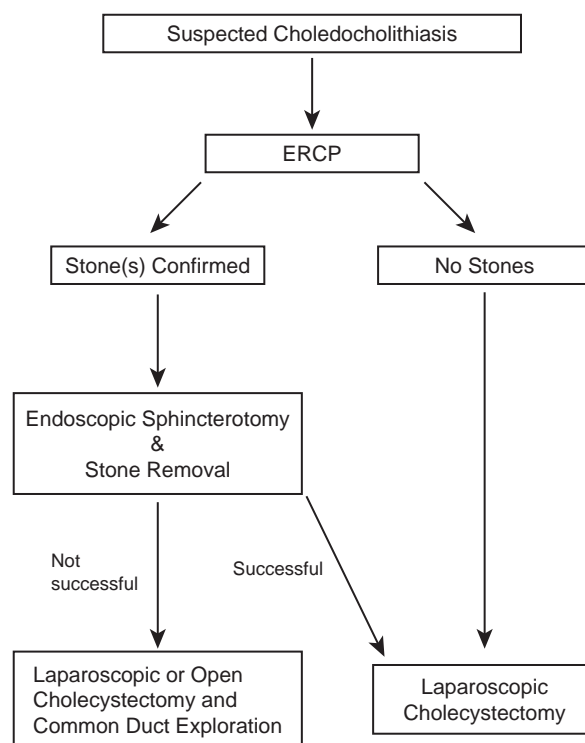 Suspected Choledocholithiasis
ERCP
Stone(s) Confirmed
No Stones
Endoscopic Sphincterotomy
&
Stone Removal
Not
successful
Successful
Laparoscopic or Open
Cholecystectomy and
Common Duct Exploration
Laparoscopic
Cholecystectomy